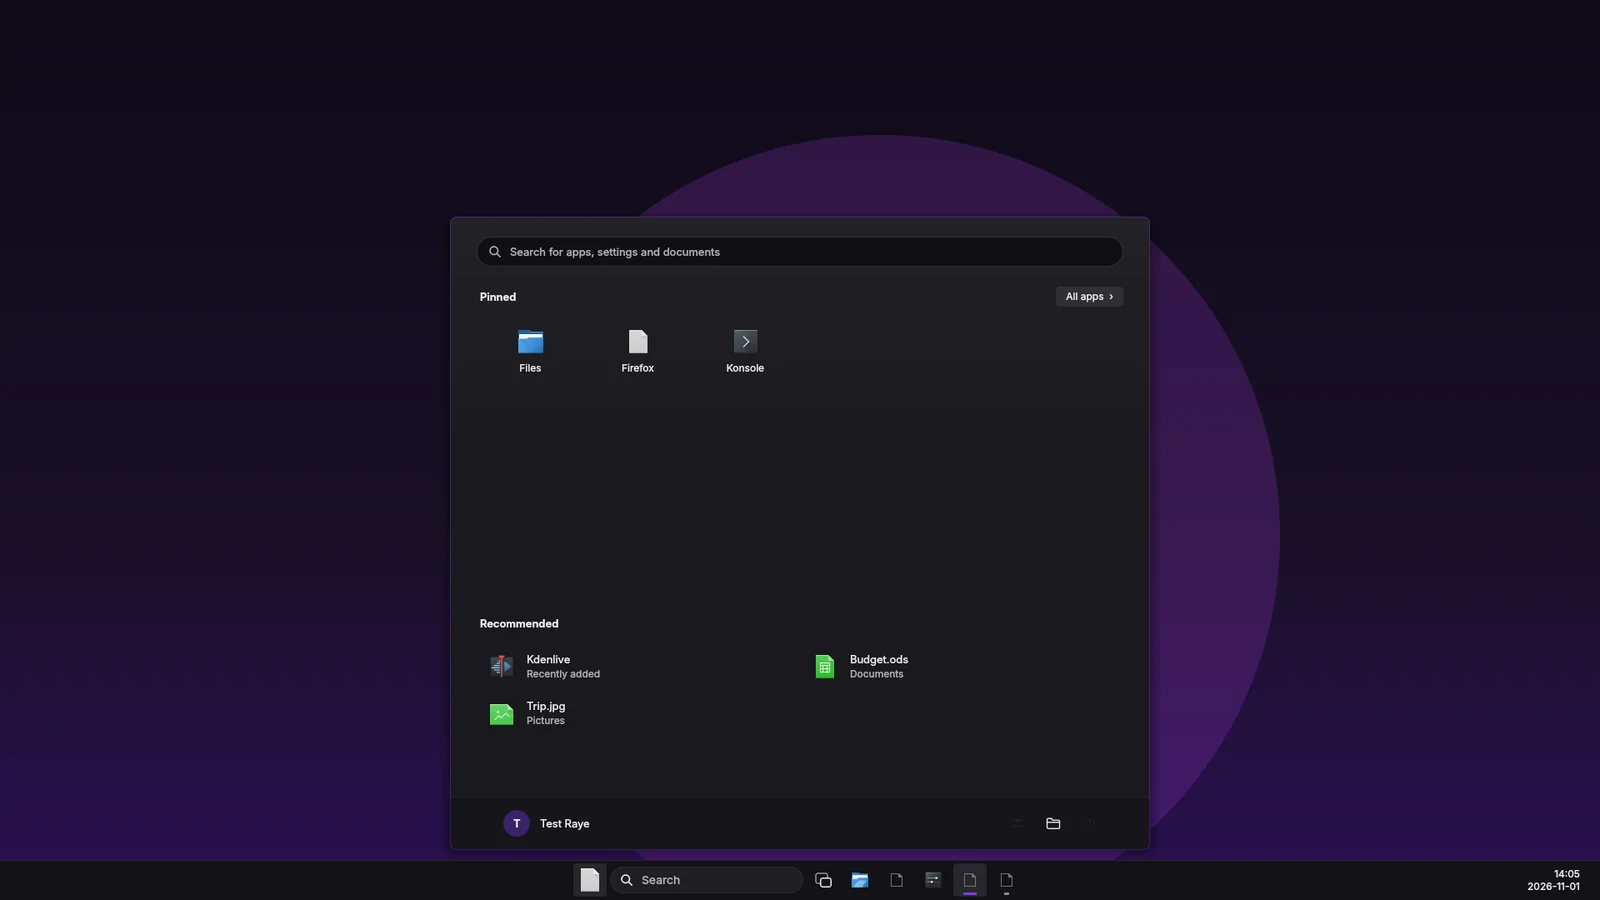 Search for apps, settings and documents
Pinned
All apps ›
Files
Firefox
Konsole
Recommended
Kdenlive
Recently added
Budget.ods
Documents
Trip.jpg
Pictures
T
Test Raye
Search
14:05
2026-11-01